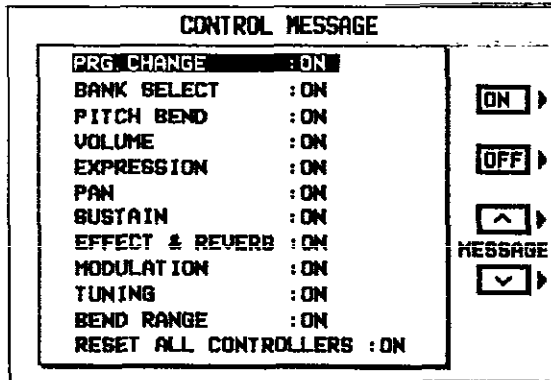 CONTROL MESSAGE
PRG. CHANGE :ON
BANK SELECT :ON
PITCH BEND :ON
VOLUME :ON
EXPRESSION :ON
PAN :ON
SUSTAIN :ON
EFFECT & REVERB :ON
MODULATION :ON
TUNING :ON
BEND RANGE :ON
RESET ALL CONTROLLERS :ON
ON
OFF
MESSAGE